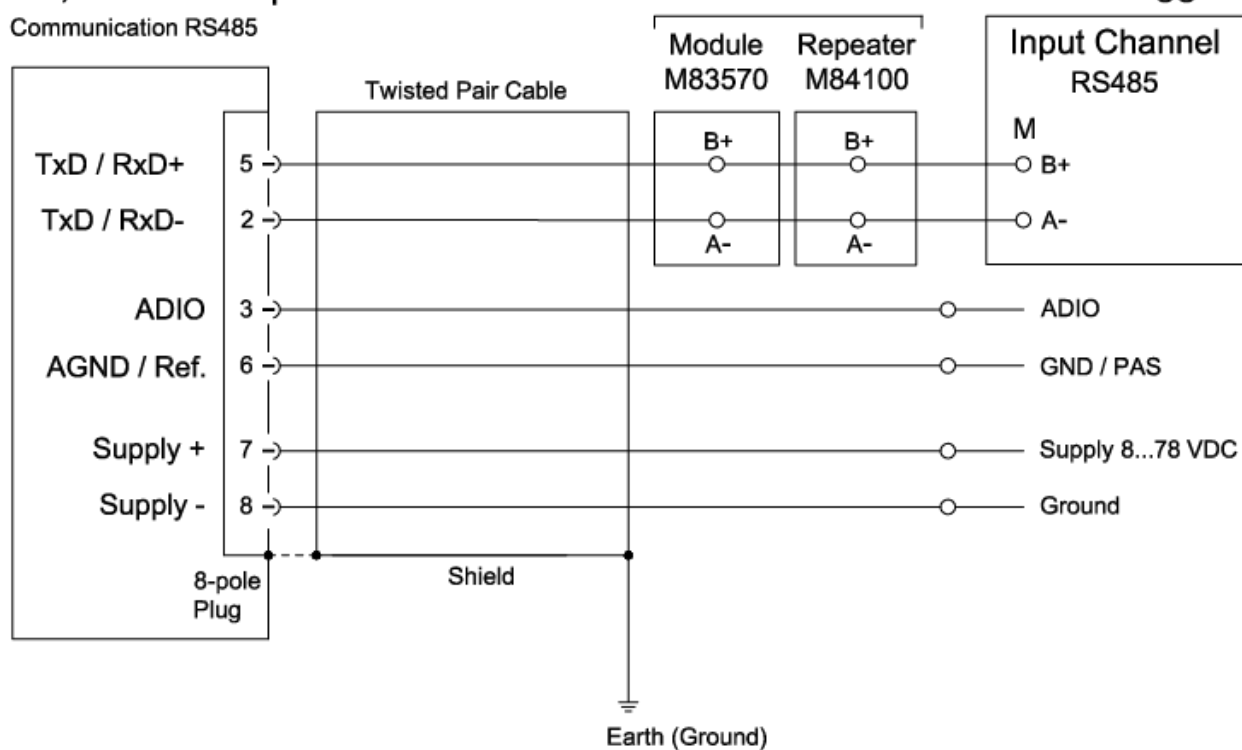 Communication RS485
Module
M83570
Repeater
M84100
Input Channel
RS485
Twisted Pair Cable
M
TxD / RxD+ 5 B+ B+ B+
TxD / RxD- 2 A- A- A-
ADIO 3 ADIO
AGND / Ref. 6 GND / PAS
Supply + 7 Supply 8...78 VDC
Supply - 8 Ground
8-pole
Plug
Shield
Earth (Ground)